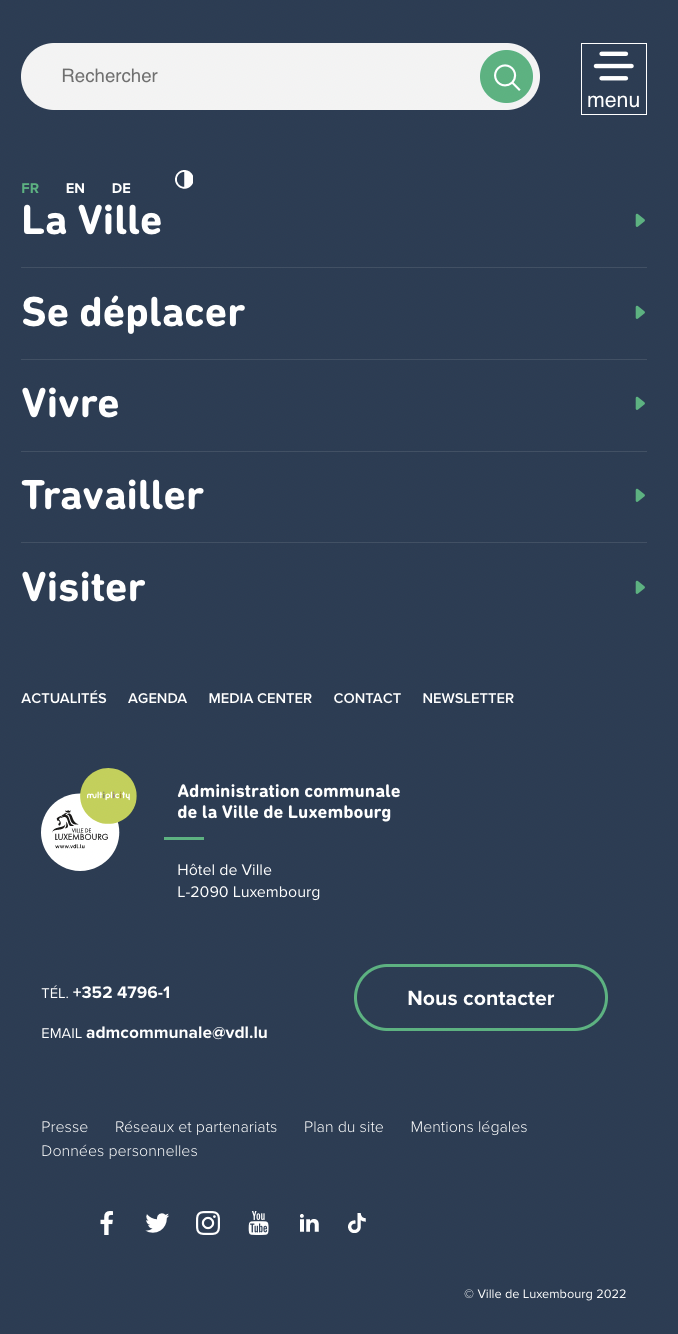 Rechercher
menu
FR EN DE
La Ville
Se déplacer
Vivre
Travailler
Visiter
ACTUALITÉS AGENDA MEDIA CENTER CONTACT NEWSLETTER
multiplicity
VILLE DE
LUXEMBOURG
www.vdl.lu
Administration communale
de la Ville de Luxembourg
Hôtel de Ville
L-2090 Luxembourg
TÉL. +352 4796-1
Nous contacter
EMAIL admcommunale@vdl.lu
Presse Réseaux et partenariats Plan du site Mentions légales
Données personnelles
You
Tube
in
© Ville de Luxembourg 2022